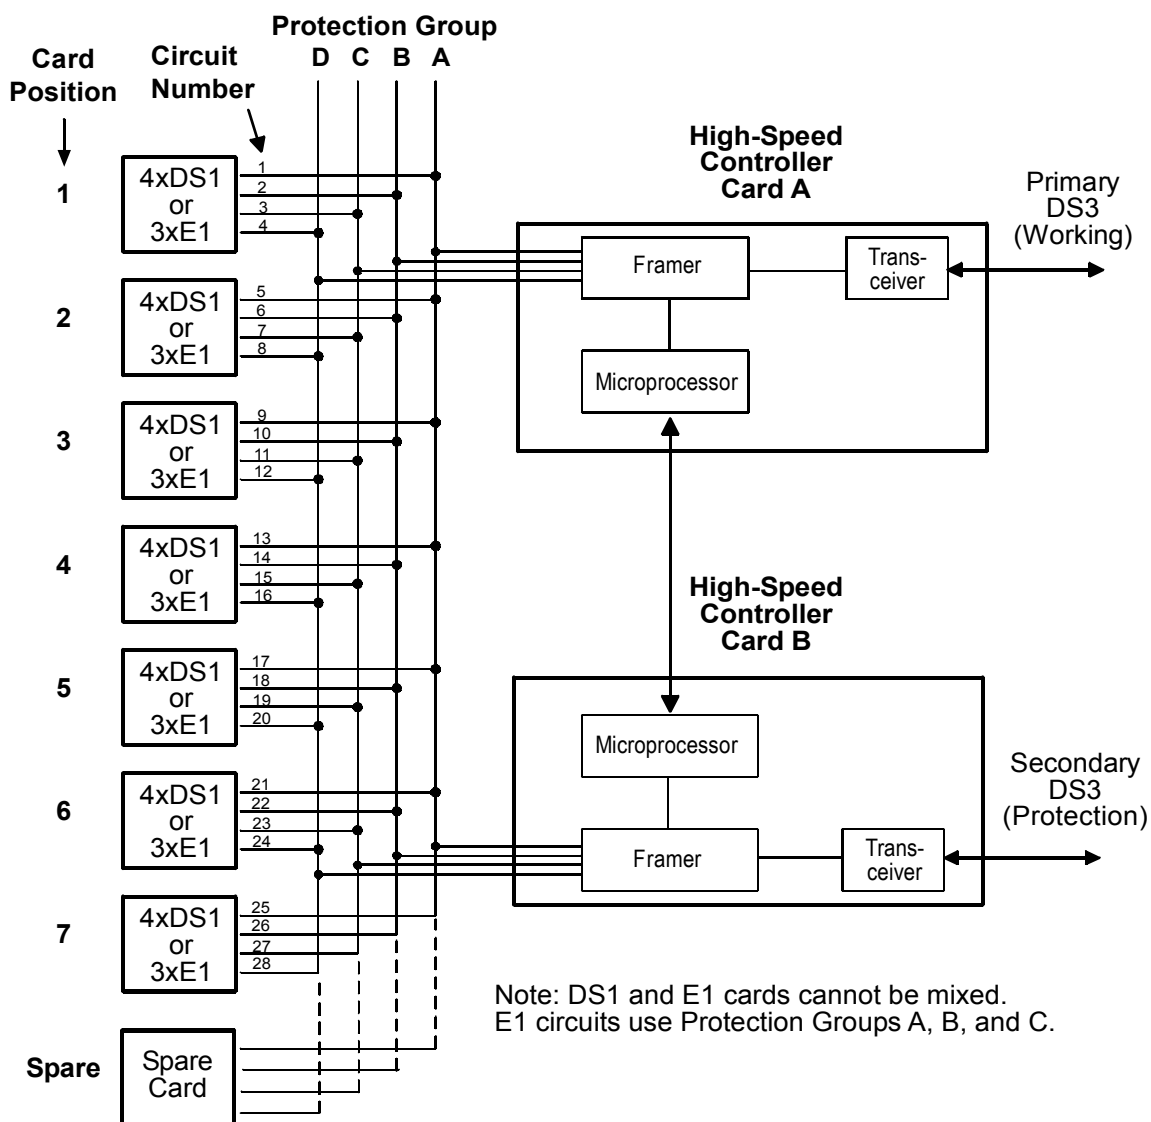 Protection Group
D C B A
Card
Position
Circuit
Number
1
4xDS1
or
3xE1
1
2
3
4
2
4xDS1
or
3xE1
5
6
7
8
3
4xDS1
or
3xE1
9
10
11
12
4
4xDS1
or
3xE1
13
14
15
16
5
4xDS1
or
3xE1
17
18
19
20
6
4xDS1
or
3xE1
21
22
23
24
7
4xDS1
or
3xE1
25
26
27
28
Spare
Spare
Card
High-Speed
Controller
Card A
Framer
Trans-
ceiver
Microprocessor
Primary
DS3
(Working)
High-Speed
Controller
Card B
Microprocessor
Framer
Trans-
ceiver
Secondary
DS3
(Protection)
Note: DS1 and E1 cards cannot be mixed.
E1 circuits use Protection Groups A, B, and C.